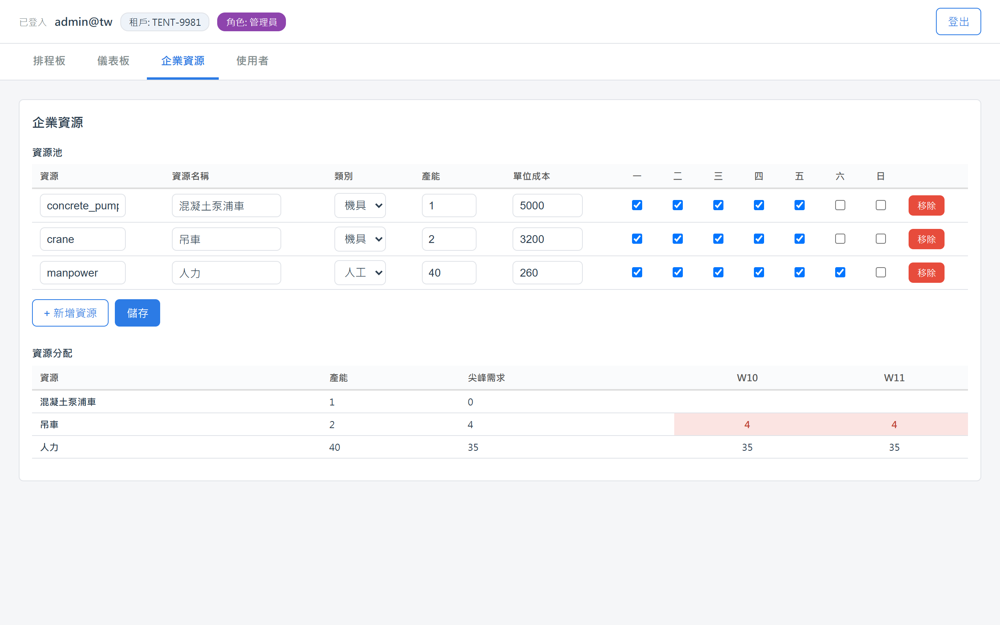 已登入 admin@tw 租戶: TENT-9981 角色: 管理員 登出
排程板 儀表板 企業資源 使用者
企業資源
資源池
資源 資源名稱 類別 產能 單位成本 一 二 三 四 五 六 日
concrete_pump 混凝土泵浦車 機具 1 5000 移除
crane 吊車 機具 2 3200 移除
manpower 人力 人工 40 260 移除
+ 新增資源 儲存
資源分配
資源 產能 尖峰需求 W10 W11
混凝土泵浦車 1 0
吊車 2 4 4 4
人力 40 35 35 35